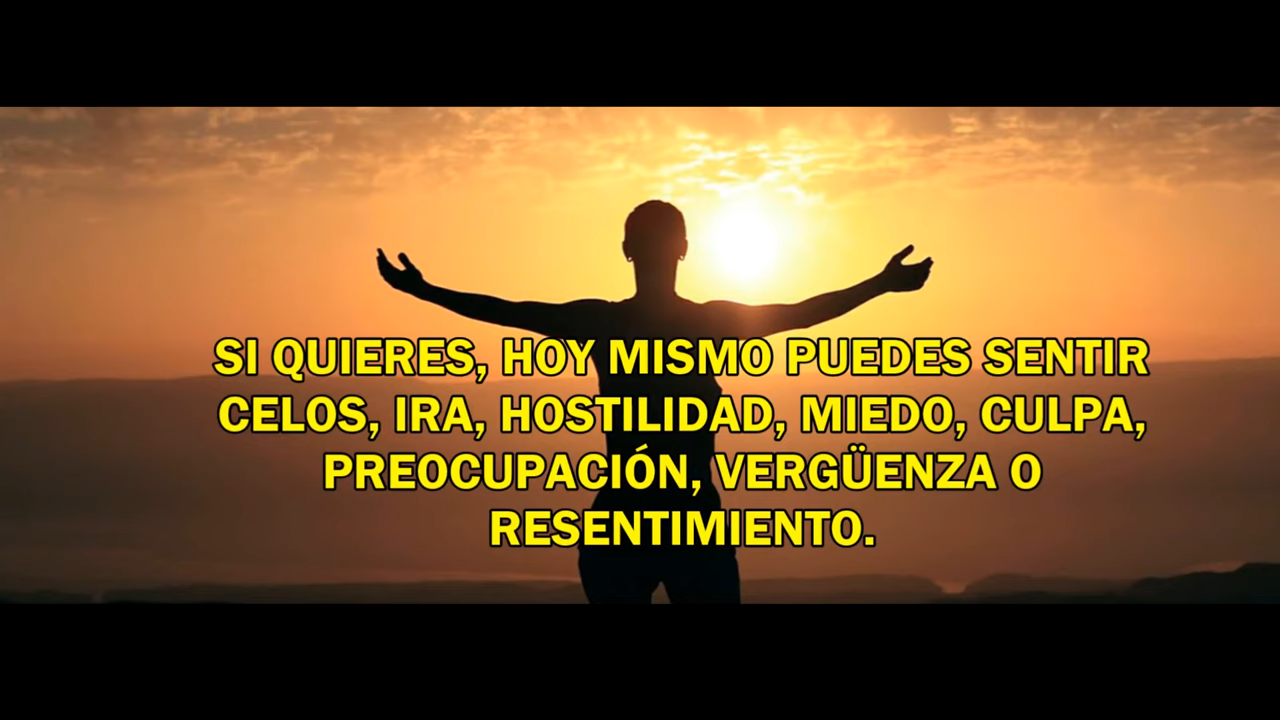 SI QUIERES, HOY MISMO PUEDES SENTIR
CELOS, IRA, HOSTILIDAD, MIEDO, CULPA,
PREOCUPACIÓN, VERGÜENZA O
RESENTIMIENTO.